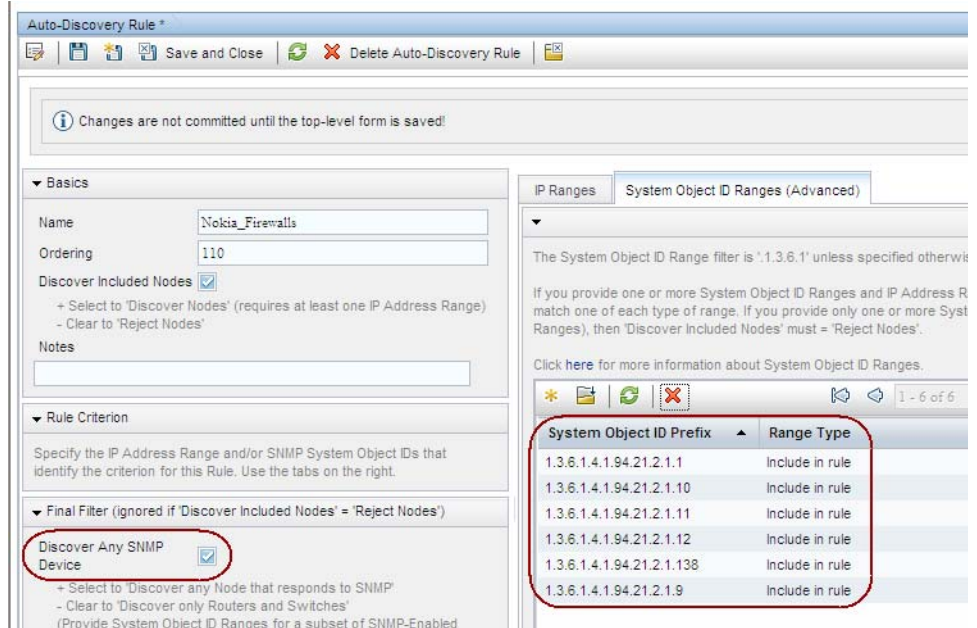 Auto-Discovery Rule *
Save and Close
Delete Auto-Discovery Rule
Changes are not committed until the top-level form is saved!
Basics
Name
Nokia_Firewalls
Ordering
110
Discover Included Nodes
+ Select to 'Discover Nodes' (requires at least one IP Address Range)
- Clear to 'Reject Nodes'
Notes
Rule Criterion
Specify the IP Address Range and/or SNMP System Object IDs that
identify the criterion for this Rule. Use the tabs on the right.
Final Filter (ignored if 'Discover Included Nodes' = 'Reject Nodes')
Discover Any SNMP
Device
+ Select to 'Discover any Node that responds to SNMP'
- Clear to 'Discover only Routers and Switches'
(Provide System Object ID Ranges for a subset of SNMP-Enabled
IP Ranges
System Object ID Ranges (Advanced)
The System Object ID Range filter is '.1.3.6.1' unless specified otherwis
If you provide one or more System Object ID Ranges and IP Address R
match one of each type of range. If you provide only one or more Syst
Ranges), then 'Discover Included Nodes' must = 'Reject Nodes'.
Click here for more information about System Object ID Ranges.
1 - 6 of 6
System Object ID Prefix Range Type
1.3.6.1.4.1.94.21.2.1.1 Include in rule
1.3.6.1.4.1.94.21.2.1.10 Include in rule
1.3.6.1.4.1.94.21.2.1.11 Include in rule
1.3.6.1.4.1.94.21.2.1.12 Include in rule
1.3.6.1.4.1.94.21.2.1.138 Include in rule
1.3.6.1.4.1.94.21.2.1.9 Include in rule